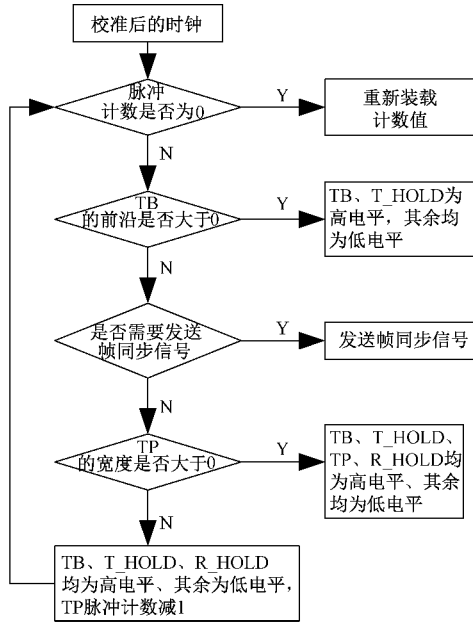 校准后的时钟
脉冲
计数是否为0
Y
重新装载
计数值
N
TB
的前沿是否大于0
Y
TB、T_HOLD为
高电平，其余均
为低电平
N
是否需要发送
帧同步信号
Y
发送帧同步信号
N
TP
的宽度是否大于0
Y
TB、T_HOLD、
TP、R_HOLD均
为高电平、其余
均为低电平
N
TB、T_HOLD、R_HOLD
均为高电平、其余为低电平，
TP脉冲计数减1